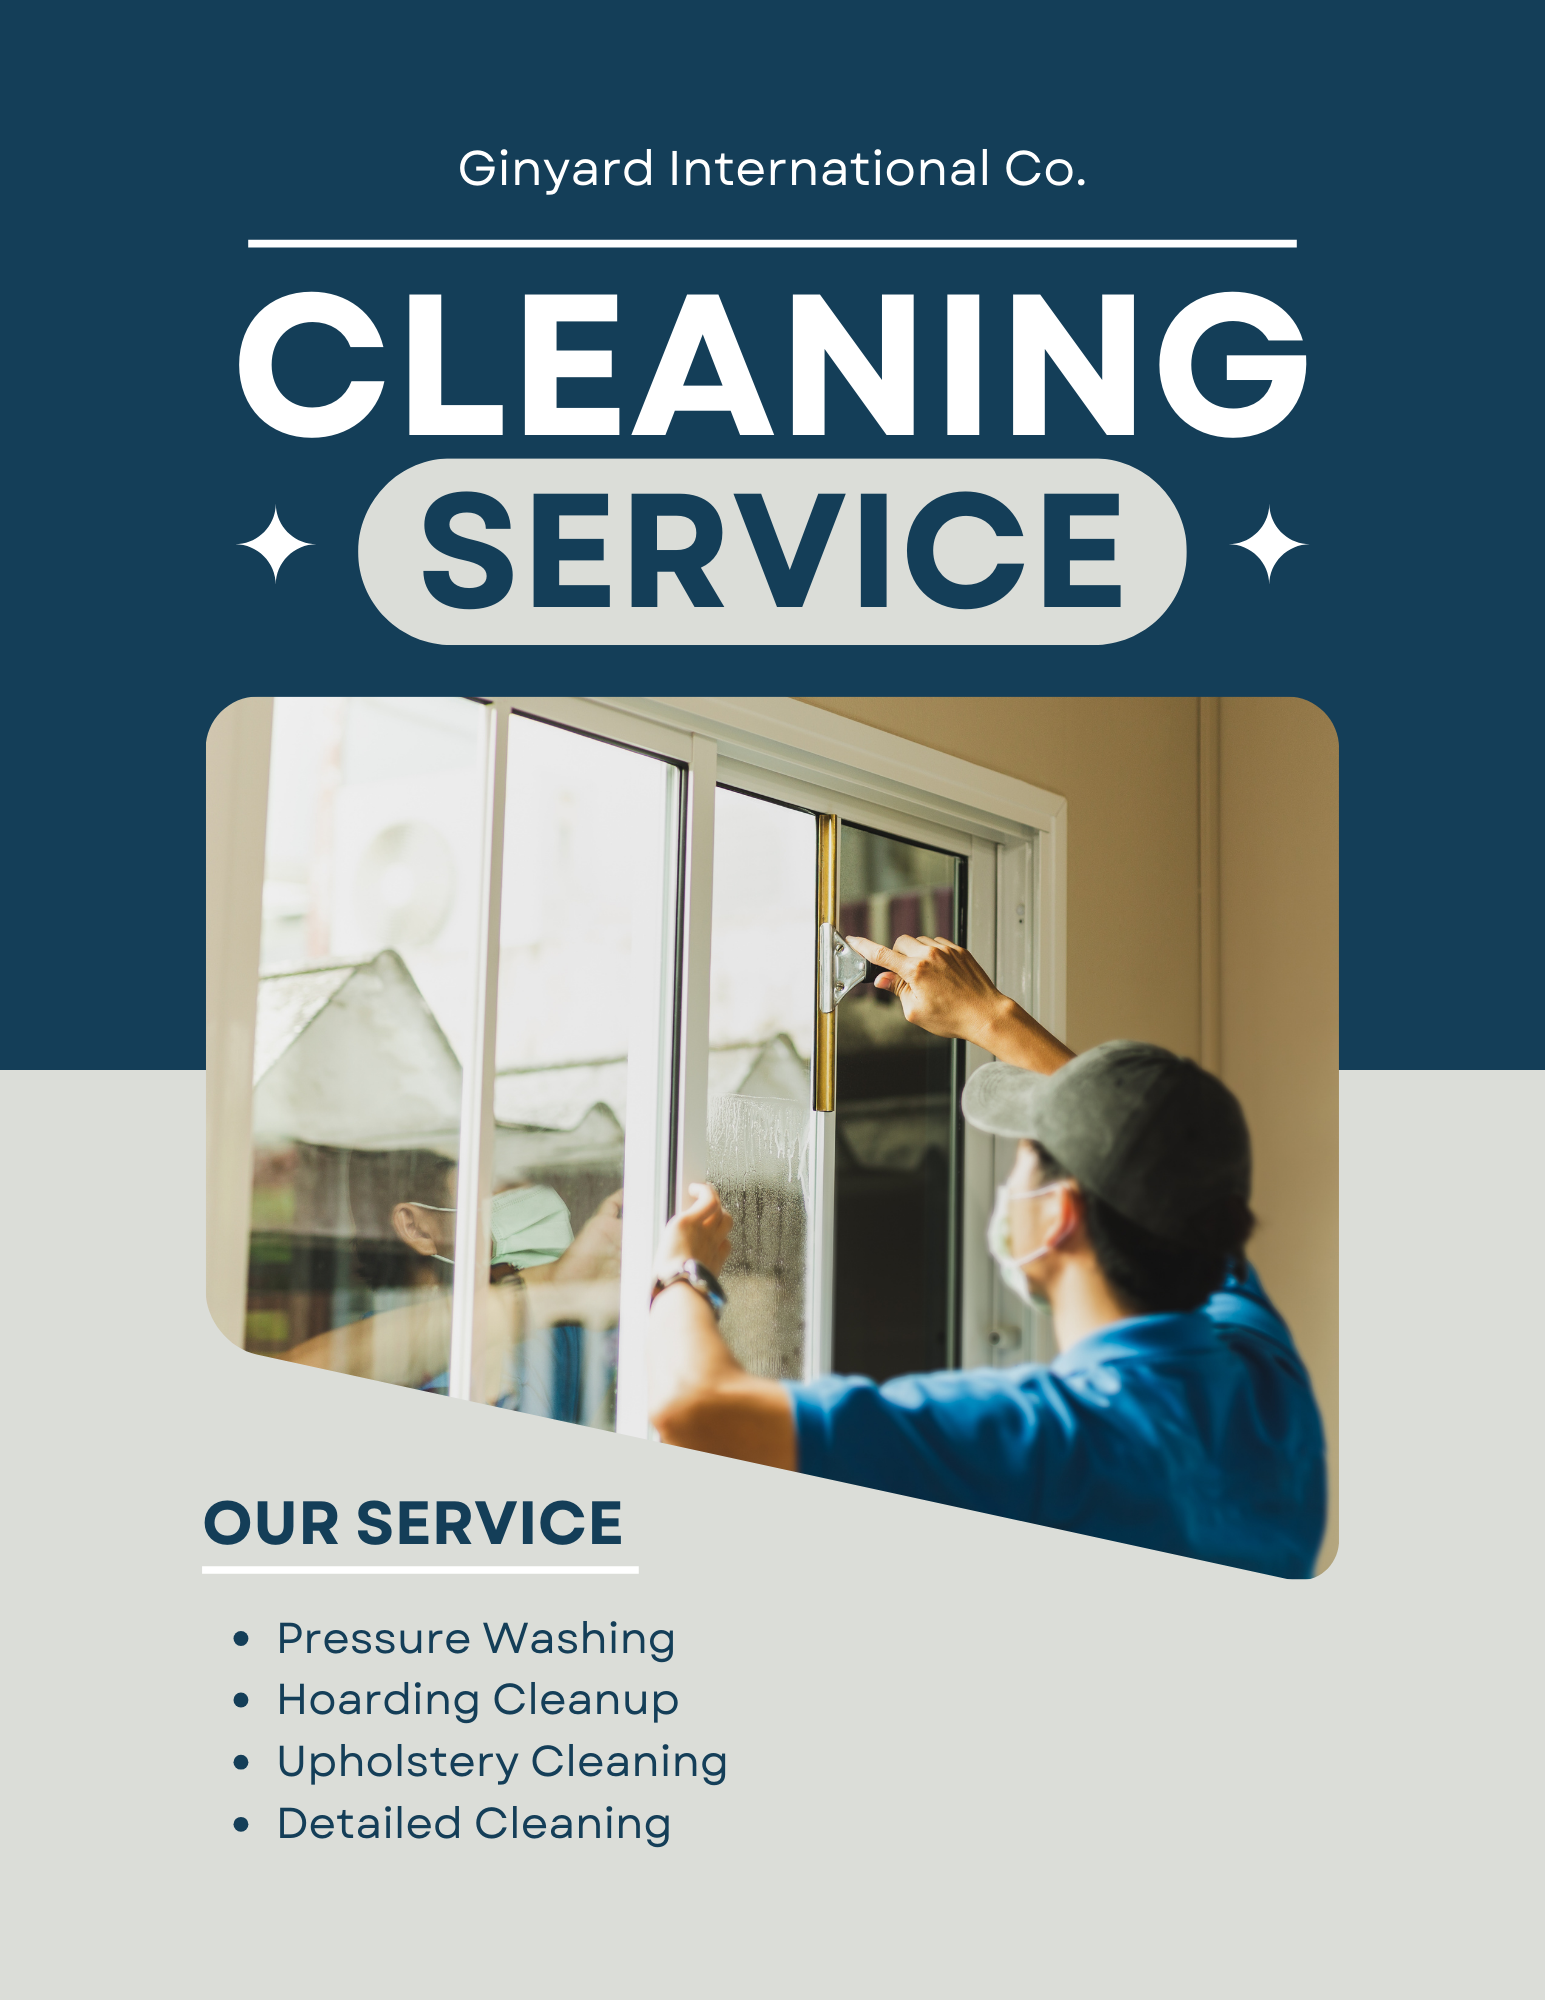 Ginyard International Co.
CLEANING
SERVICE
OUR SERVICE
Pressure Washing
Hoarding Cleanup
Upholstery Cleaning
Detailed Cleaning